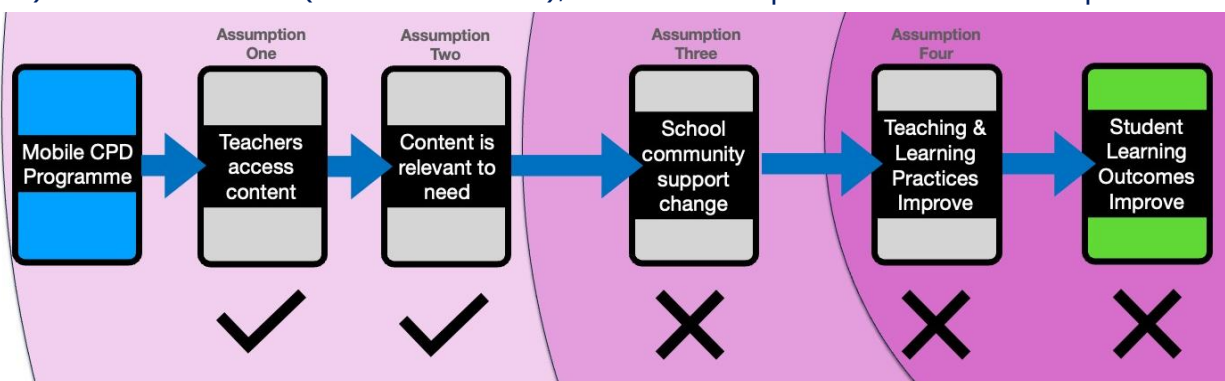 Assumption
One
Assumption
Two
Assumption
Three
Assumption
Four
Mobile CPD
Programme
Teachers
access
content
Content is
relevant to
need
School
community
support
change
Teaching &
Learning
Practices
Improve
Student
Learning
Outcomes
Improve